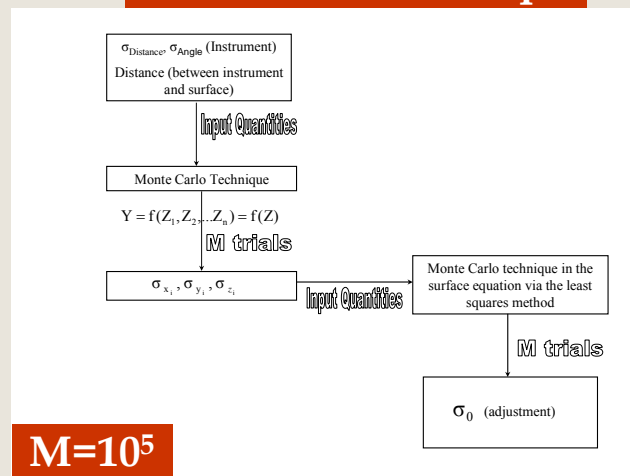 σDistance, σAngle (Instrument)
Distance (between instrument
and surface)
Input Quantities
Monte Carlo Technique
Y = f(Z₁,Z₂,...Zₙ) = f(Z)
M trials
σxᵢ, σyᵢ, σzᵢ
Input Quantities
Monte Carlo technique in the
surface equation via the least
squares method
M trials
σ₀ (adjustment)
M=10⁵